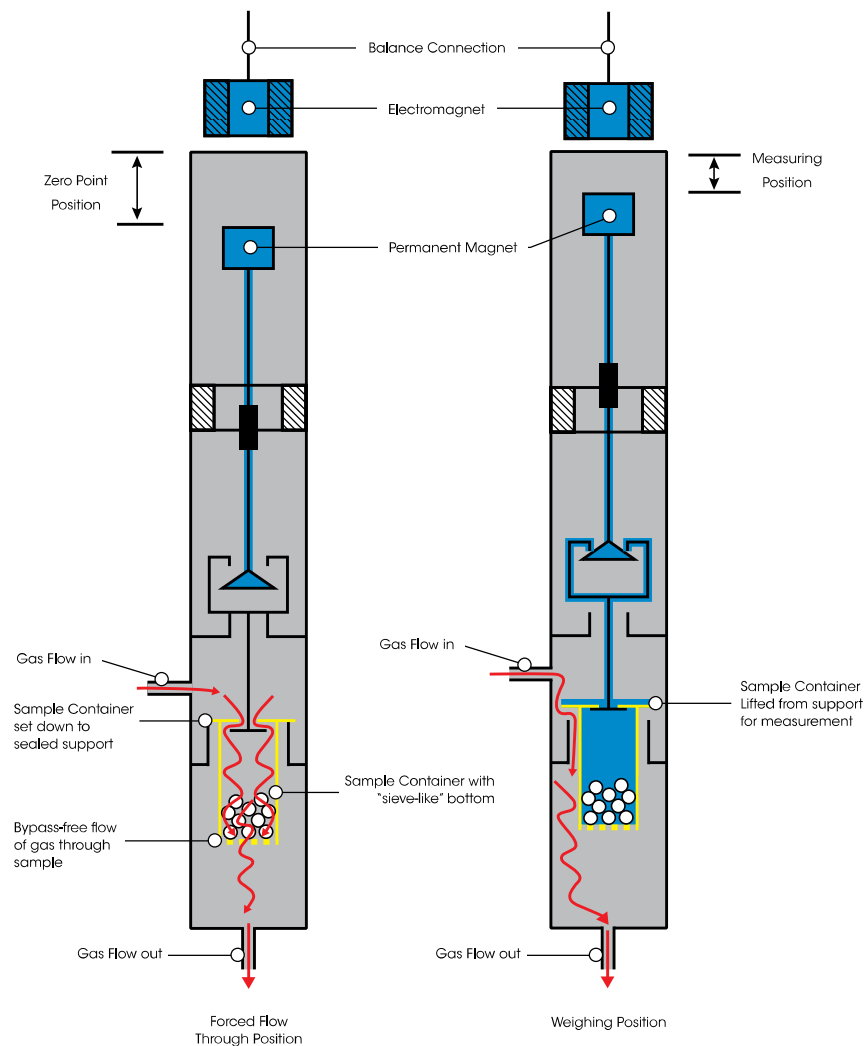 Balance Connection
Electromagnet
Zero Point
Position
Measuring
Position
Permanent Magnet
Gas Flow in
Gas Flow in
Sample Container
set down to
sealed support
Sample Container
Lifted from support
for measurement
Sample Container with
"sieve-like" bottom
Bypass-free flow
of gas through
sample
Gas Flow out
Gas Flow out
Forced Flow
Through Position
Weighing Position